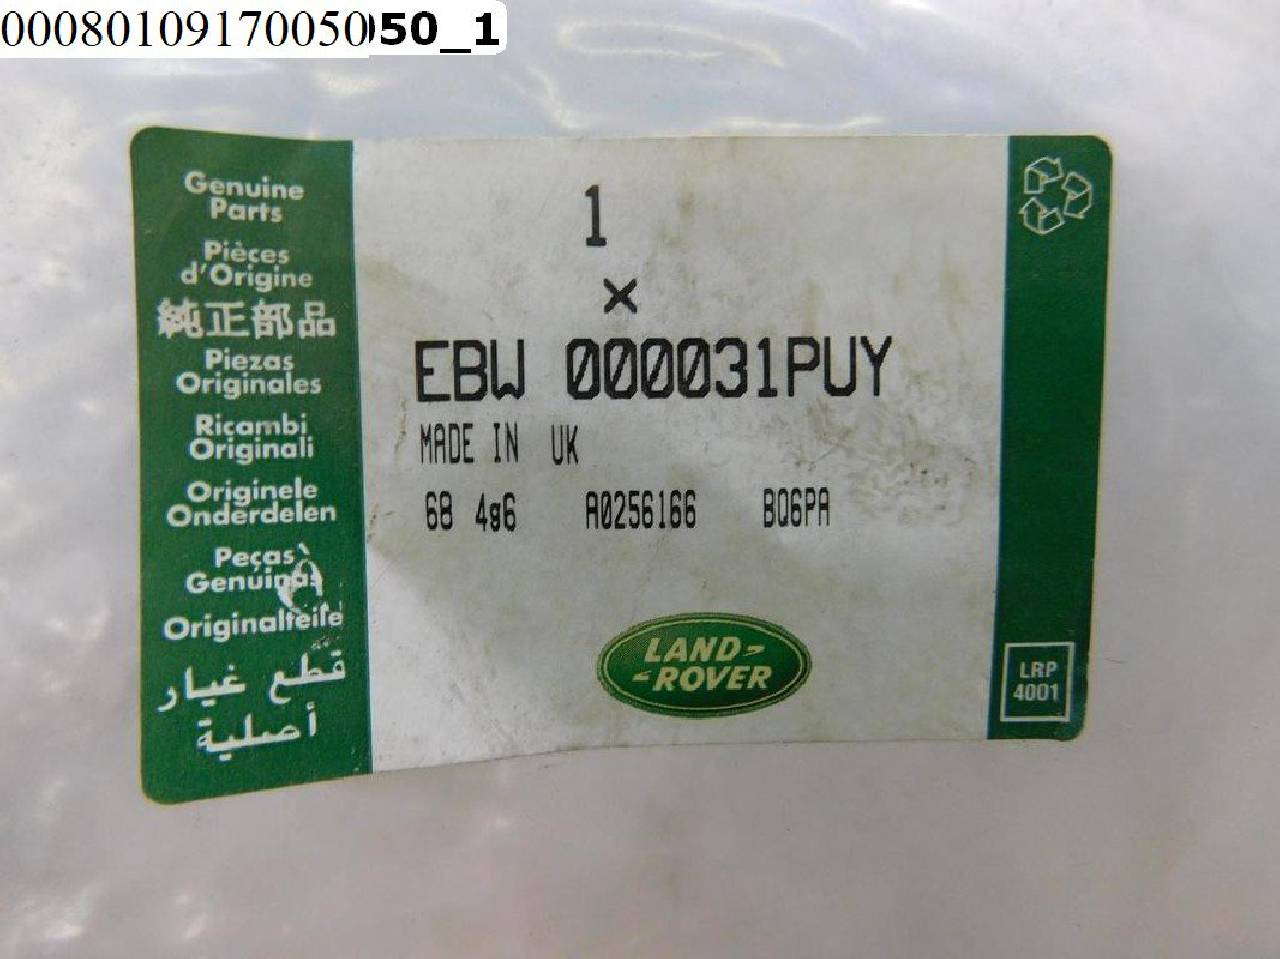 00080109170050050_1
Genuine
Parts
Pièces
d'Origine
純正部品
Piezas
Originales
Ricambi
Originali
Originele
Onderdelen
Peças
Genuinas
Originalteile
قطع غيار
أصلية
1
×
EBW 000031PUY
MADE IN UK
68 4g6 A0256166 BQ6PA
LAND-
-ROVER
LRP
4001